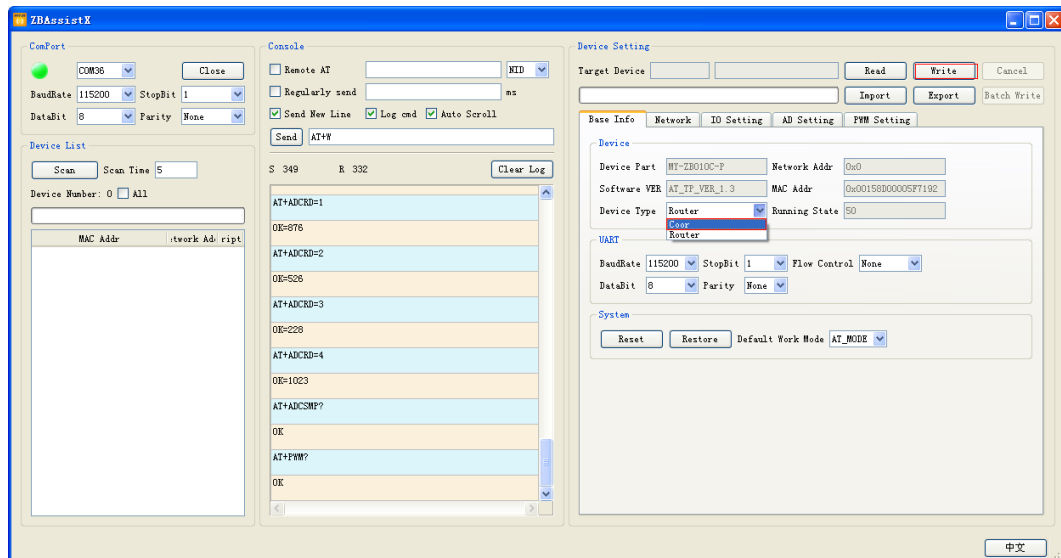 ZBAssistX
ComPort
COM36 Close
BaudRate 115200 StopBit 1
DataBit 8 Parity None
Device List
Scan Scan Time 5
Device Number: 0 All
MAC Addr :twork Ad ript
Console
Remote AT NID
Regularly send ms
Send New Line Log cmd Auto Scroll
Send AT+W
S 349 R 332 Clear Log
AT+ADCRD=1
OK=876
AT+ADCRD=2
OK=526
AT+ADCRD=3
OK=228
AT+ADCRD=4
OK=1023
AT+ADCSMP?
OK
AT+PWM?
OK
Device Setting
Target Device Read Write Cancel
Import Export Batch Write
Base Info Network IO Setting AD Setting PWM Setting
Device
Device Part MY-ZB010C-P Network Addr 0x0
Software VER AT_TP_VER_1.3 MAC Addr 0x00158D00005F7192
Device Type Router Running State 50
Coor
Router
UART
BaudRate 115200 StopBit 1 Flow Control None
DataBit 8 Parity None
System
Reset Restore Default Work Mode AT_MODE
中文